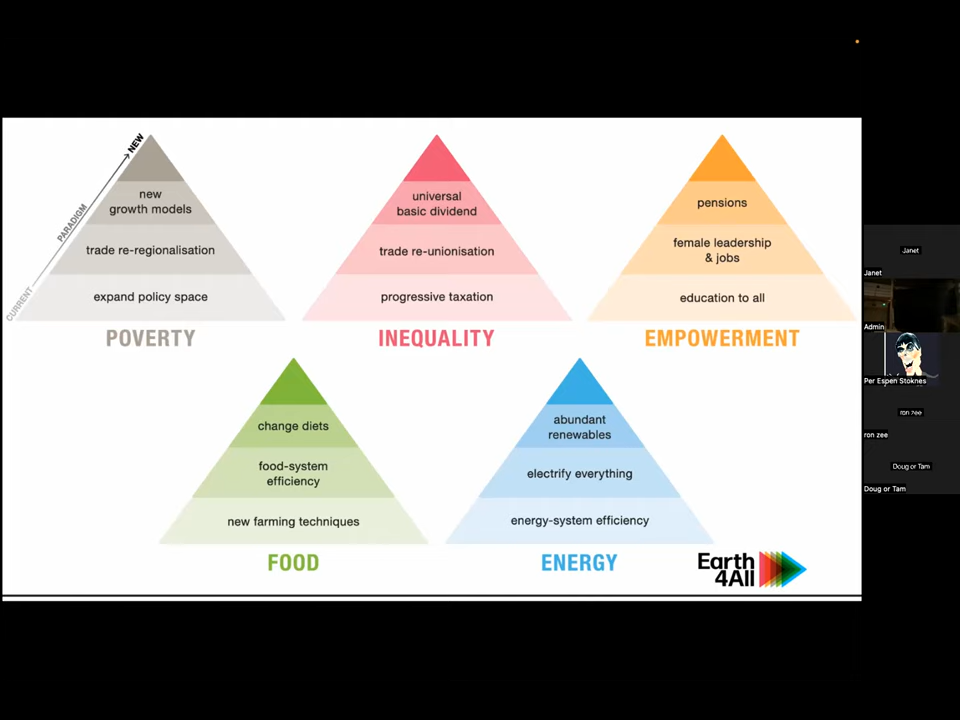 NEW
PARADIGM
CURRENT
new
growth models
trade re-regionalisation
expand policy space
POVERTY
universal
basic dividend
trade re-unionisation
progressive taxation
INEQUALITY
pensions
female leadership
& jobs
education to all
EMPOWERMENT
change diets
food-system
efficiency
new farming techniques
FOOD
abundant
renewables
electrify everything
energy-system efficiency
ENERGY
Earth
4All
Janet
Janet
Admin
Per Espen Stoknes
ron zee
ron zee
Doug or Tam
Doug or Tam